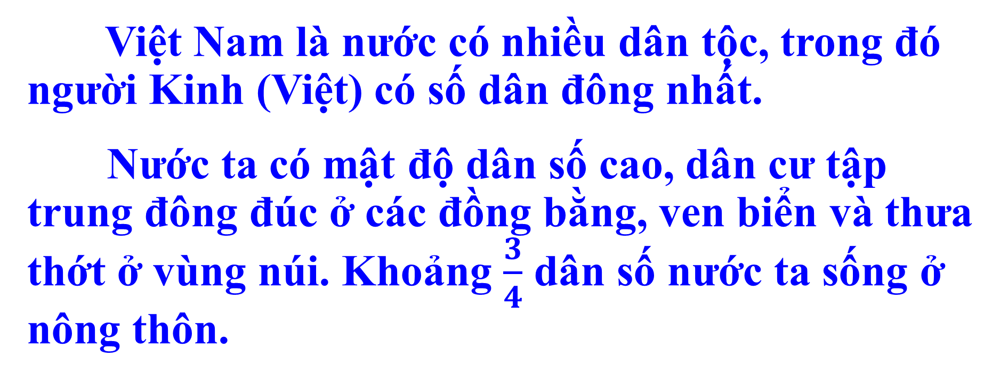 Việt Nam là nước có nhiều dân tộc, trong đó
người Kinh (Việt) có số dân đông nhất.
Nước ta có mật độ dân số cao, dân cư tập
trung đông đúc ở các đồng bằng, ven biển và thưa
thớt ở vùng núi. Khoảng 3/4 dân số nước ta sống ở
nông thôn.